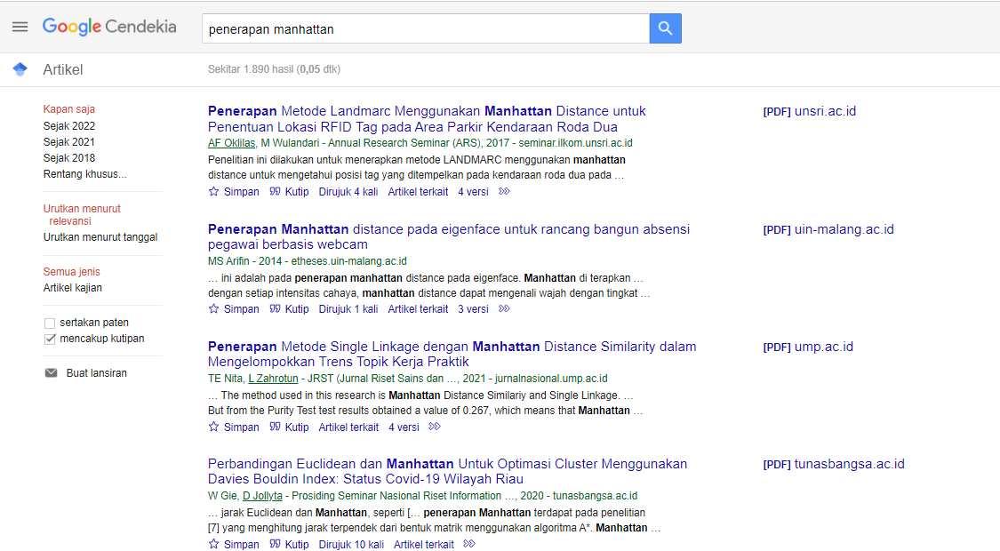 Google Cendekia
penerapan manhattan
Artikel
Sekitar 1.890 hasil (0,05 dtk)
Kapan saja
Sejak 2022
Sejak 2021
Sejak 2018
Rentang khusus...
Urutkan menurut
relevansi
Urutkan menurut tanggal
Semua jenis
Artikel kajian
sertakan paten
mencakup kutipan
Buat lansiran
Penerapan Metode Landmarc Menggunakan Manhattan Distance untuk
Penentuan Lokasi RFID Tag pada Area Parkir Kendaraan Roda Dua
AF Oklilas, M Wulandari - Annual Research Seminar (ARS), 2017 - seminar.ilkom.unsri.ac.id
Penelitian ini dilakukan untuk menerapkan metode LANDMARC menggunakan manhattan
distance untuk mengetahui posisi tag yang ditempelkan pada kendaraan roda dua pada …
Simpan Kutip Dirujuk 4 kali Artikel terkait 4 versi
[PDF] unsri.ac.id
Penerapan Manhattan distance pada eigenface untuk rancang bangun absensi
pegawai berbasis webcam
MS Arifin - 2014 - etheses.uin-malang.ac.id
… ini adalah pada penerapan manhattan distance pada eigenface. Manhattan di terapkan …
dengan setiap intensitas cahaya, manhattan distance dapat mengenali wajah dengan tingkat …
Simpan Kutip Dirujuk 1 kali Artikel terkait 3 versi
[PDF] uin-malang.ac.id
Penerapan Metode Single Linkage dengan Manhattan Distance Similarity dalam
Mengelompokkan Trens Topik Kerja Praktik
TE Nita, L Zahrotun - JRST (Jurnal Riset Sains dan …, 2021 - jurnalnasional.ump.ac.id
… The method used in this research is Manhattan Distance Similariy and Single Linkage. …
But from the Purity Test test results obtained a value of 0.267, which means that Manhattan …
Simpan Kutip Artikel terkait 4 versi
[PDF] ump.ac.id
Perbandingan Euclidean dan Manhattan Untuk Optimasi Cluster Menggunakan
Davies Bouldin Index: Status Covid-19 Wilayah Riau
W Gie, D Jollyta - Prosiding Seminar Nasional Riset Information …, 2020 - tunasbangsa.ac.id
… jarak Euclidean dan Manhattan, seperti [… penerapan Manhattan terdapat pada penelitian
[7] yang menghitung jarak terpendek dari bentuk matrik menggunakan algoritma A*. Manhattan …
Simpan Kutip Dirujuk 10 kali Artikel terkait
[PDF] tunasbangsa.ac.id